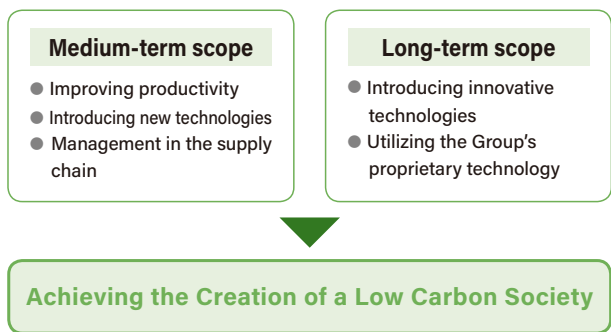 Medium-term scope
● Improving productivity
● Introducing new technologies
● Management in the supply
chain
Long-term scope
● Introducing innovative
technologies
● Utilizing the Group’s
proprietary technology
Achieving the Creation of a Low Carbon Society